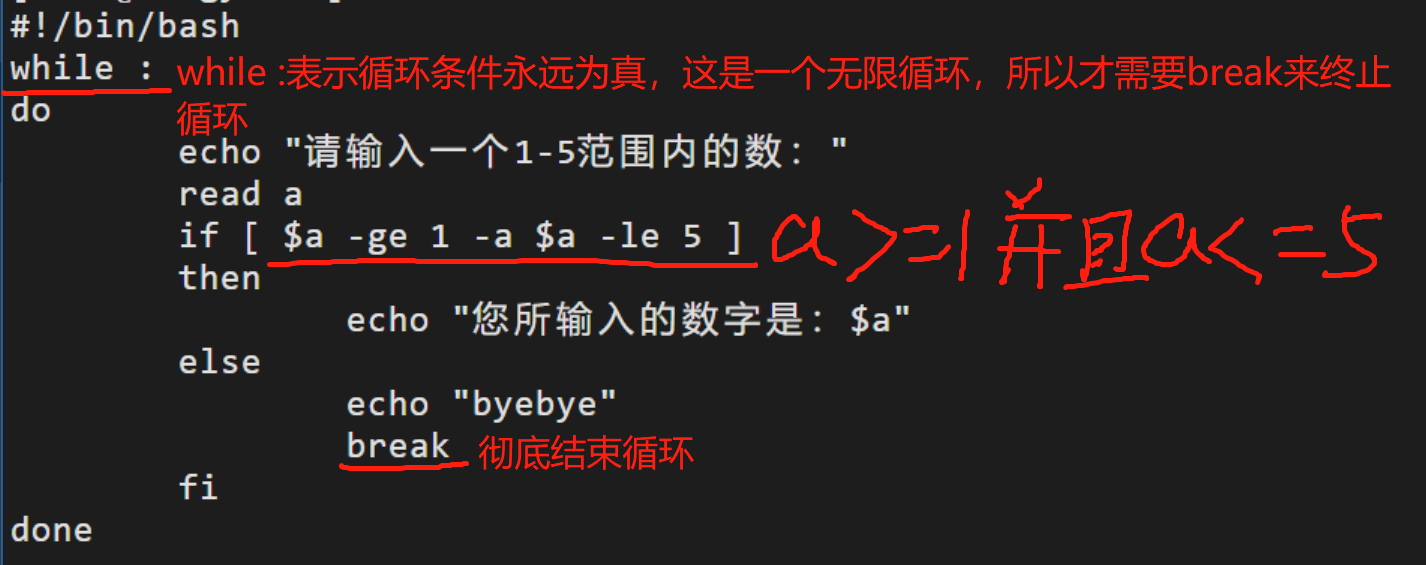 #!/bin/bash
while : while :表示循环条件永远为真，这是一个无限循环，所以才需要break来终止
do 循环
echo "请输入一个1-5范围内的数："
read a
if [ $a -ge 1 -a $a -le 5 ] a>=1并且a<=5
then
echo "您所输入的数字是：$a"
else
echo "byebye"
break 彻底结束循环
fi
done